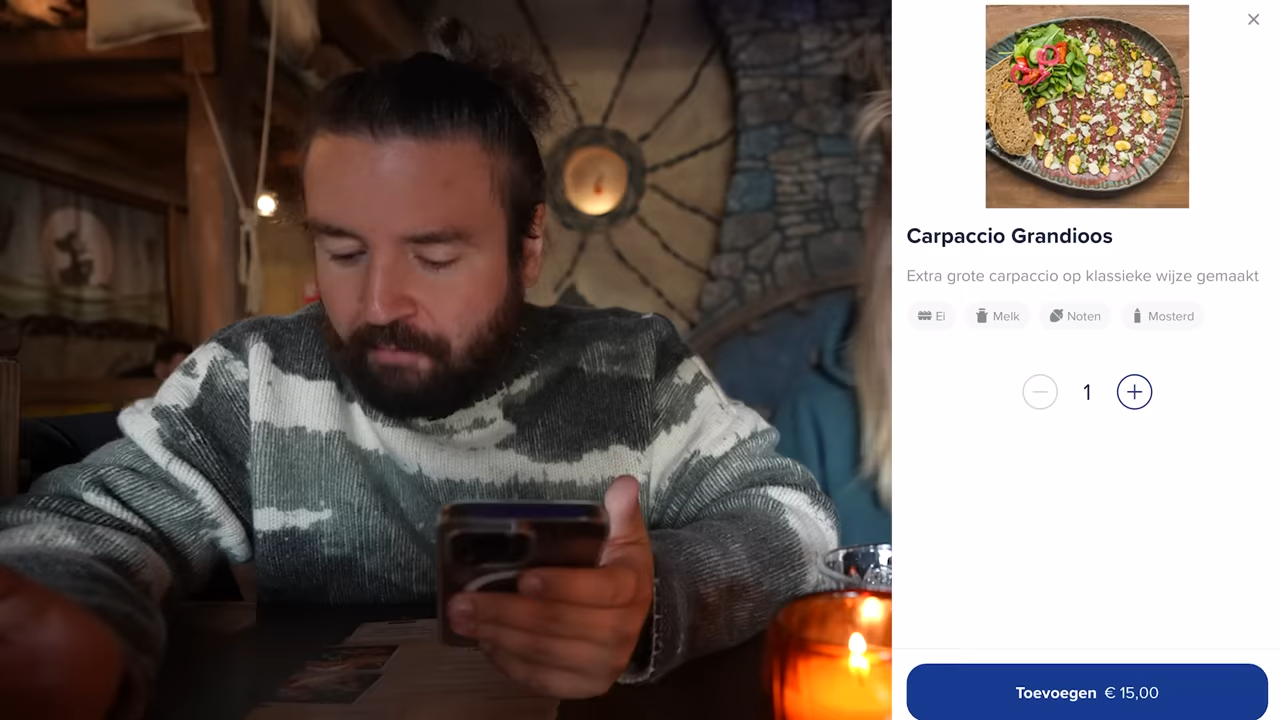 Carpaccio Grandioos
Extra grote carpaccio op klassieke wijze gemaakt
Ei Melk Noten Mosterd
1
Toevoegen € 15,00